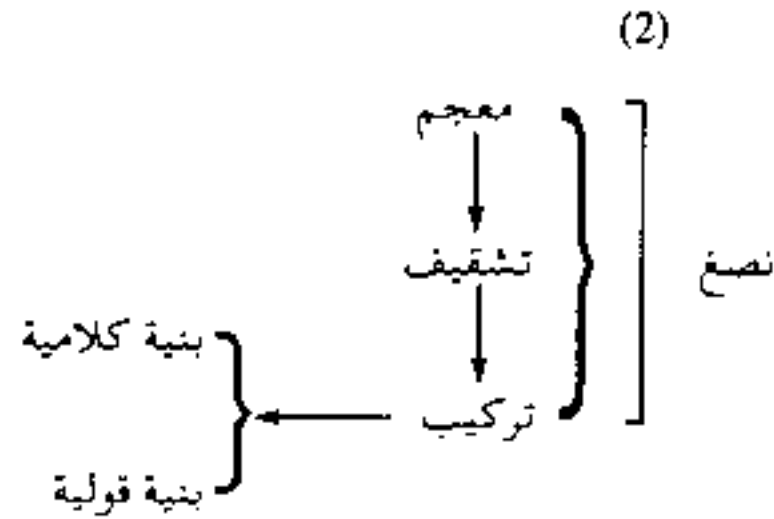 (2)
معجم
تشقيف
نصغ
بنية كلامية
تركيب
بنية قولية